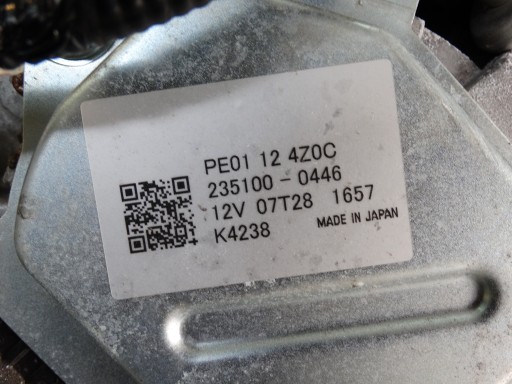 PE01 12 4Z0C
235100-0446
12V 07T28 1657
MADE IN JAPAN
K4238